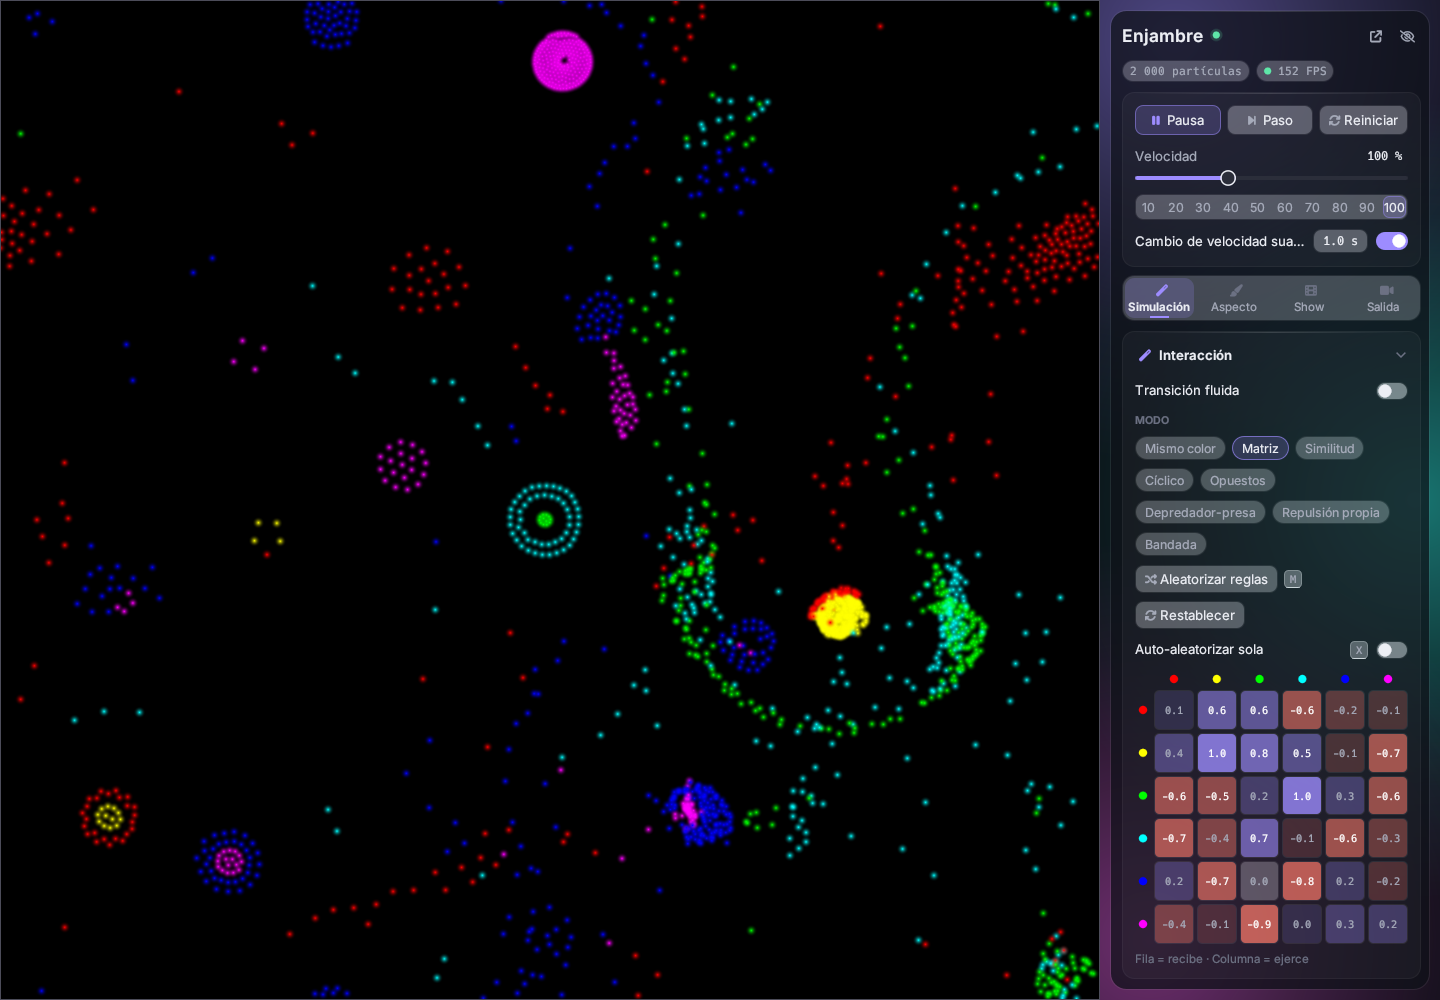 Enjambre
2 000 partículas
152 FPS
Pausa
Paso
Reiniciar
Velocidad
100 %
10 20 30 40 50 60 70 80 90 100
Cambio de velocidad sua...
1.0 s
Simulación
Aspecto
Show
Salida
Interacción
Transición fluida
MODO
Mismo color
Matriz
Similitud
Cíclico
Opuestos
Depredador-presa
Repulsión propia
Bandada
Aleatorizar reglas
M
Restablecer
Auto-aleatorizar sola
X
0.1 0.6 0.6 -0.6 -0.2 -0.1
0.4 1.0 0.8 0.5 -0.1 -0.7
-0.6 -0.5 0.2 1.0 0.3 -0.6
-0.7 -0.4 0.7 -0.1 -0.6 -0.3
0.2 -0.7 0.0 -0.8 0.2 -0.2
-0.4 -0.1 -0.9 0.0 0.3 0.2
Fila = recibe · Columna = ejerce